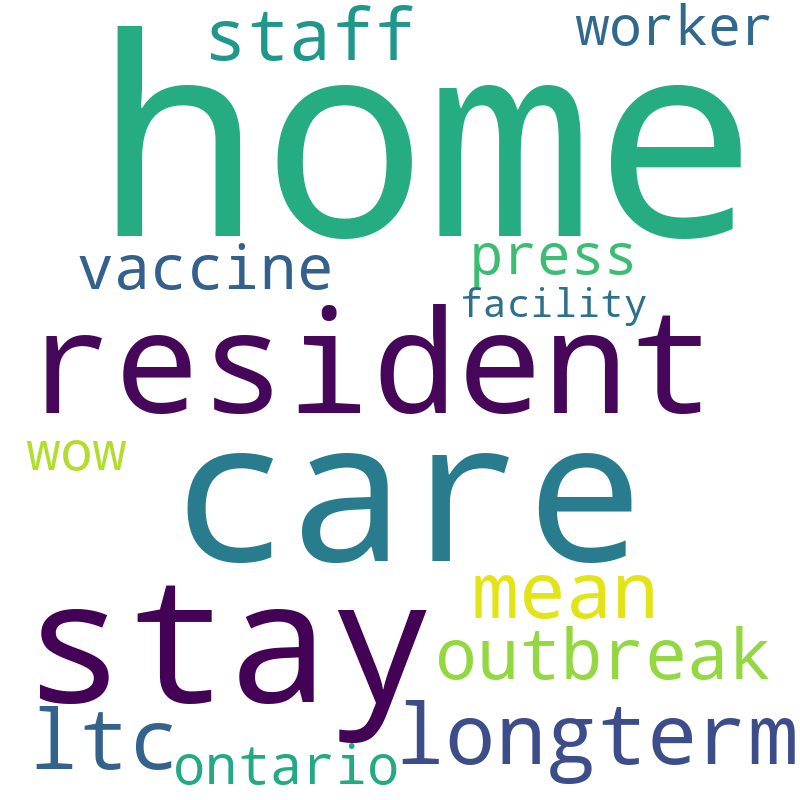 staff
worker
home
vaccine
press
facility
resident
wow
care
mean
stay
outbreak
ltc
longterm
ontario